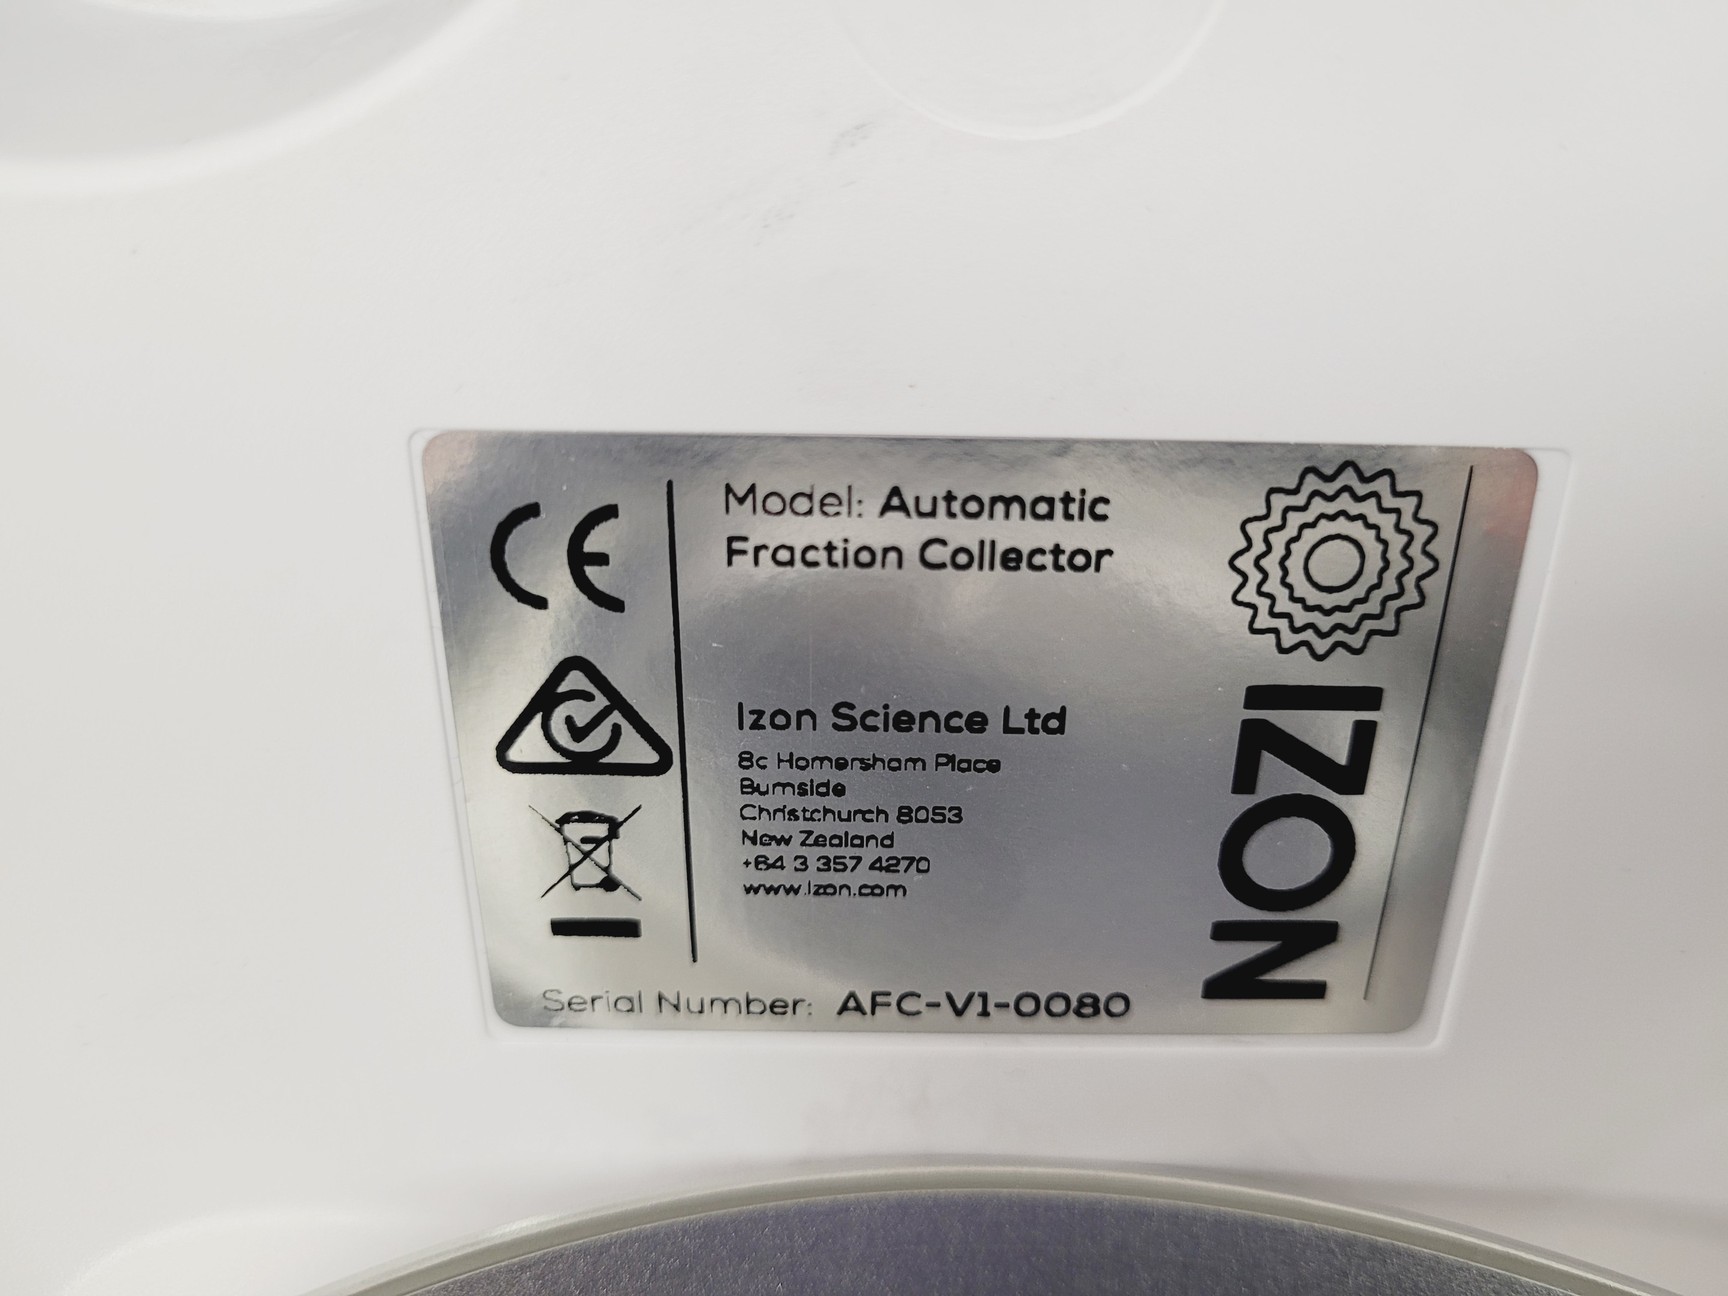 CE
Model: Automatic
Fraction Collector
Izon Science Ltd
8c Homersham Place
Burnside
Christchurch 8053
New Zealand
+64 3 357 4270
www.izon.com
Serial Number: AFC-V1-0080
IZON